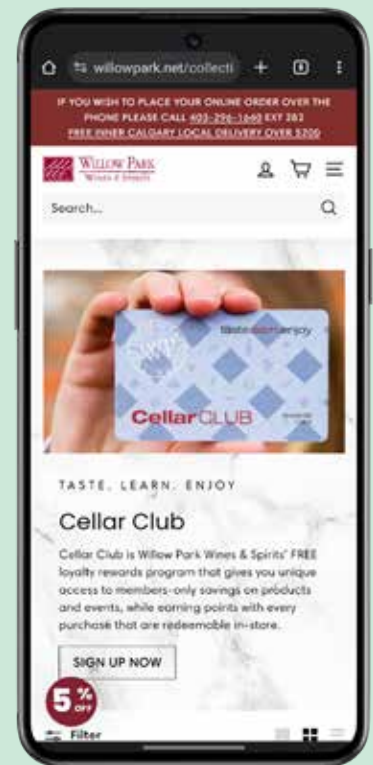 willowpark.net/collecti
IF YOU WISH TO PLACE YOUR ONLINE ORDER OVER THE
PHONE PLEASE CALL 403-296-1640 EXT 282
FREE INNER CALGARY LOCAL DELIVERY OVER $200
WILLOW PARK
Wines & Spirits
Search...
tastelearnenjoy
CellarCLUB
TASTE. LEARN. ENJOY
Cellar Club
Cellar Club is Willow Park Wines & Spirits' FREE
loyalty rewards program that gives you unique
access to members-only savings on products
and events, while earning points with every
purchase that are redeemable in-store.
SIGN UP NOW
5%
OFF
Filter